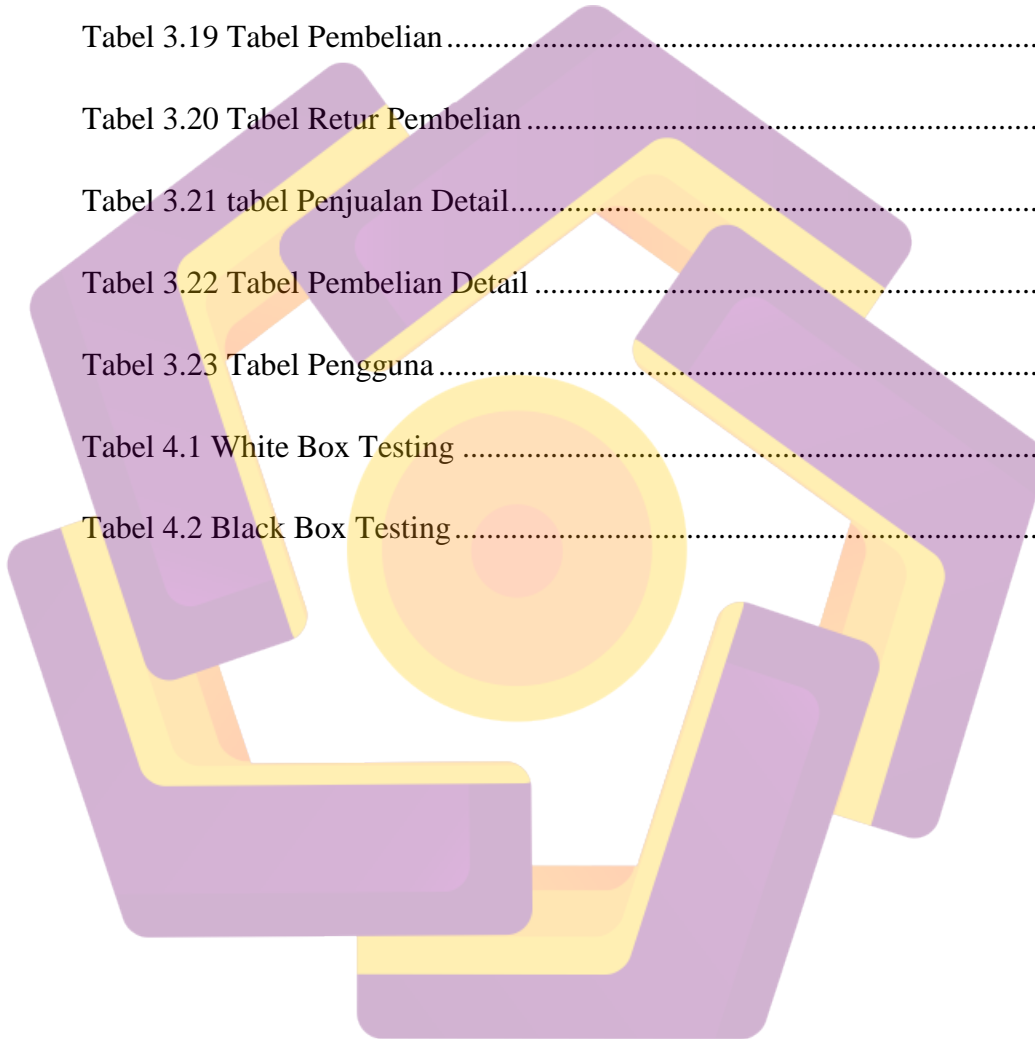 Tabel 3.19 Tabel Pembelian..........................................................................
Tabel 3.20 Tabel Retur Pembelian................................................................
Tabel 3.21 tabel Penjualan Detail..................................................................
Tabel 3.22 Tabel Pembelian Detail ...............................................................
Tabel 3.23 Tabel Pengguna...........................................................................
Tabel 4.1 White Box Testing ........................................................................
Tabel 4.2 Black Box Testing.........................................................................